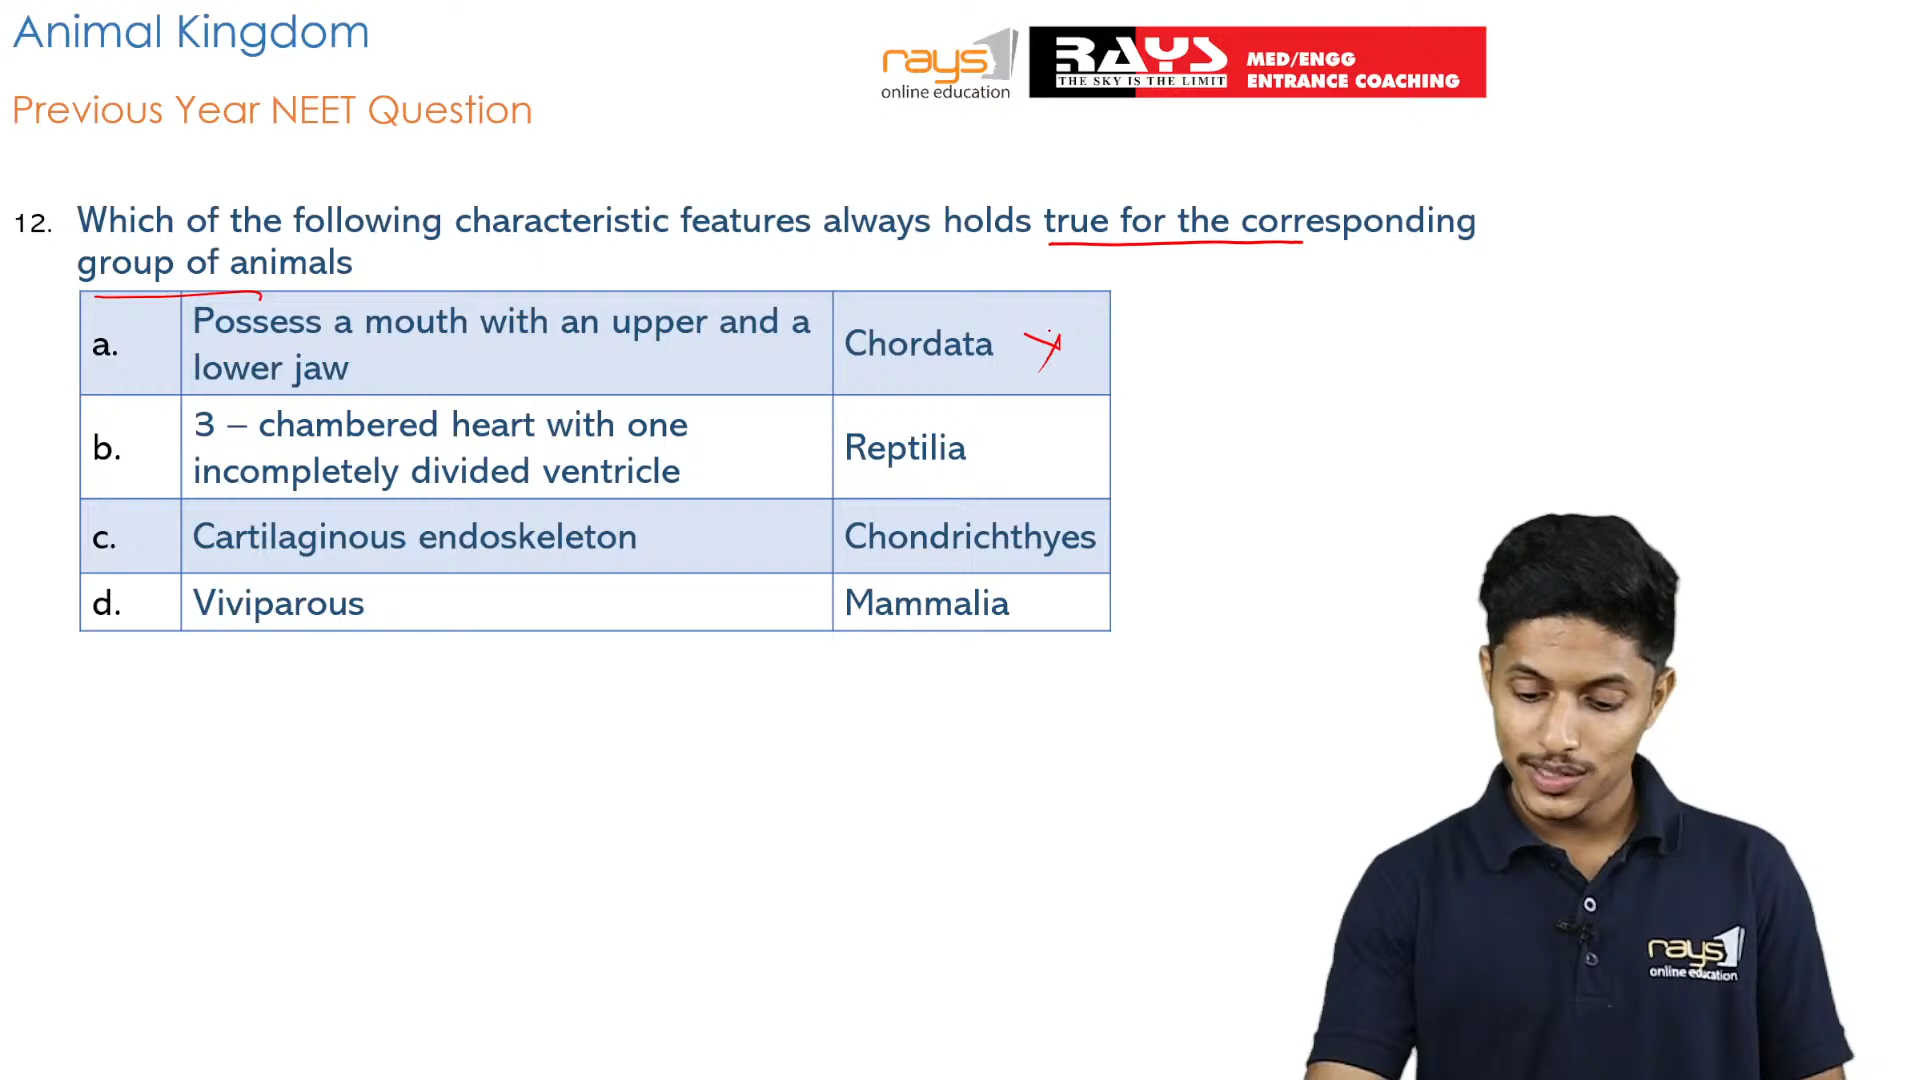 Animal Kingdom
rays
online education
RAYS
THE SKY IS THE LIMIT
MED/ENGG
ENTRANCE COACHING
Previous Year NEET Question
12. Which of the following characteristic features always holds true for the corresponding
group of animals
a. Possess a mouth with an upper and a
lower jaw
Chordata
b. 3 – chambered heart with one
incompletely divided ventricle
Reptilia
c. Cartilaginous endoskeleton Chondrichthyes
d. Viviparous Mammalia
rays
online education